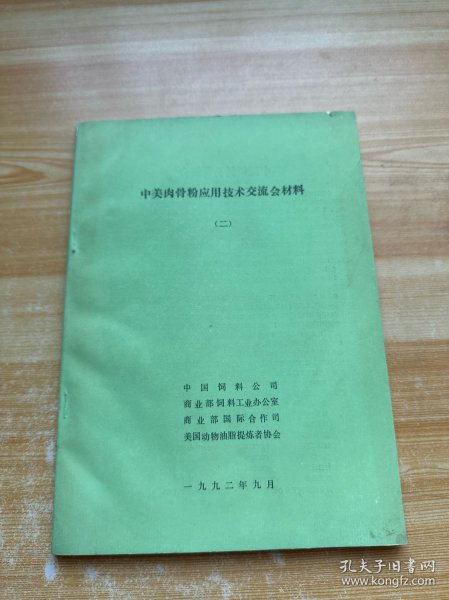 中美肉骨粉应用技术交流会材料
（二）
中国饲料公司
商业部饲料工业办公室
商业部国际合作司
美国动物油脂提炼者协会
一九九二年九月
孔夫子旧书网
www.kongfz.com